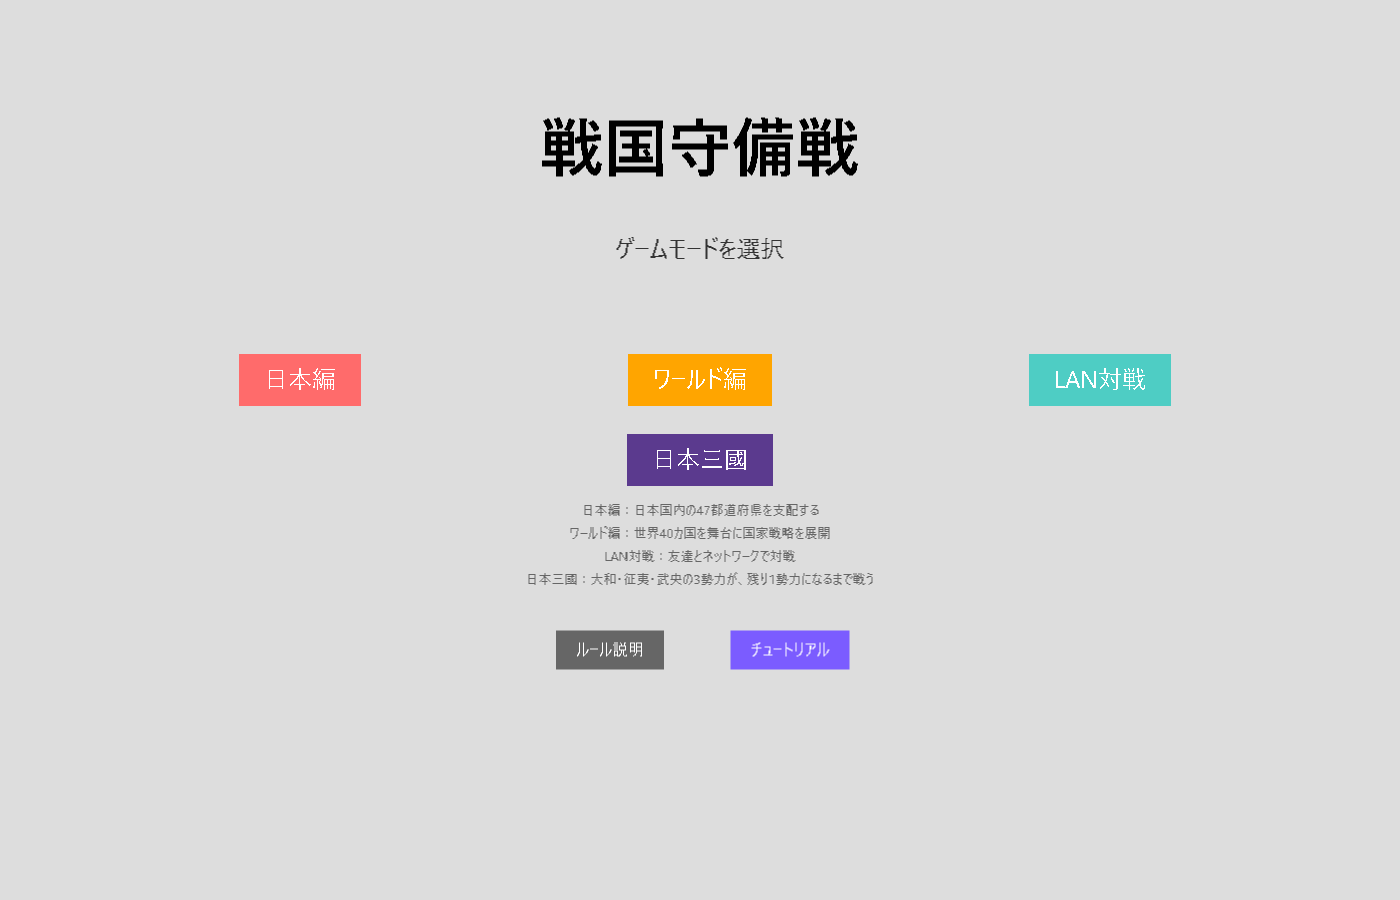 戦国守備戦
ゲームモードを選択
日本編
ワールド編
LAN対戦
日本三國
日本編：日本国内の47都道府県を支配する
ワールド編：世界40カ国を舞台に国家戦略を展開
LAN対戦：友達とネットワークで対戦
日本三國：大和・征夷・武央の3勢力が、残り1勢力になるまで戦う
ルール説明
チュートリアル